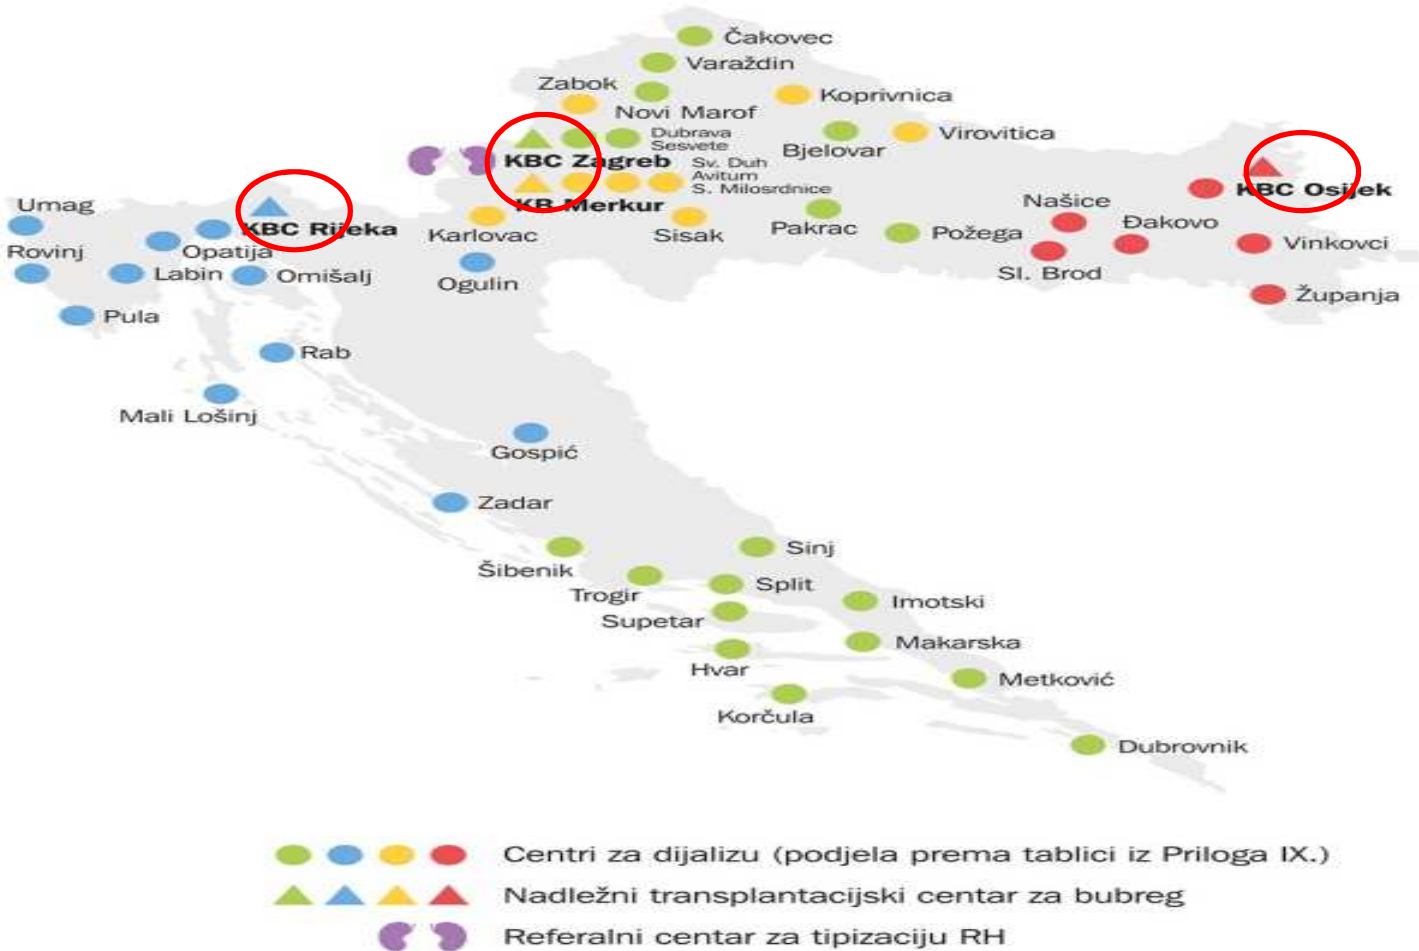 Čakovec
Varaždin
Zabok
Koprivnica
Novi Marof
Dubrava
Sesvete
Virovitica
Bjelovar
KBC Zagreb
Sv. Duh
Avitum
S. Milosrdnice
KB Merkur
KBC Osijek
Umag
KBC Rijeka
Karlovac
Sisak
Pakrac
Požega
Našice
Đakovo
Vinkovci
Rovinj
Opatija
Labin
Omišalj
Ogulin
Sl. Brod
Županja
Pula
Rab
Mali Lošinj
Gospić
Zadar
Šibenik
Sinj
Trogir
Split
Imotski
Supetar
Makarska
Hvar
Metković
Korčula
Dubrovnik
Centri za dijalizu (podjela prema tablici iz Priloga IX.)
Nadležni transplantacijski centar za bubreg
Referalni centar za tipizaciju RH